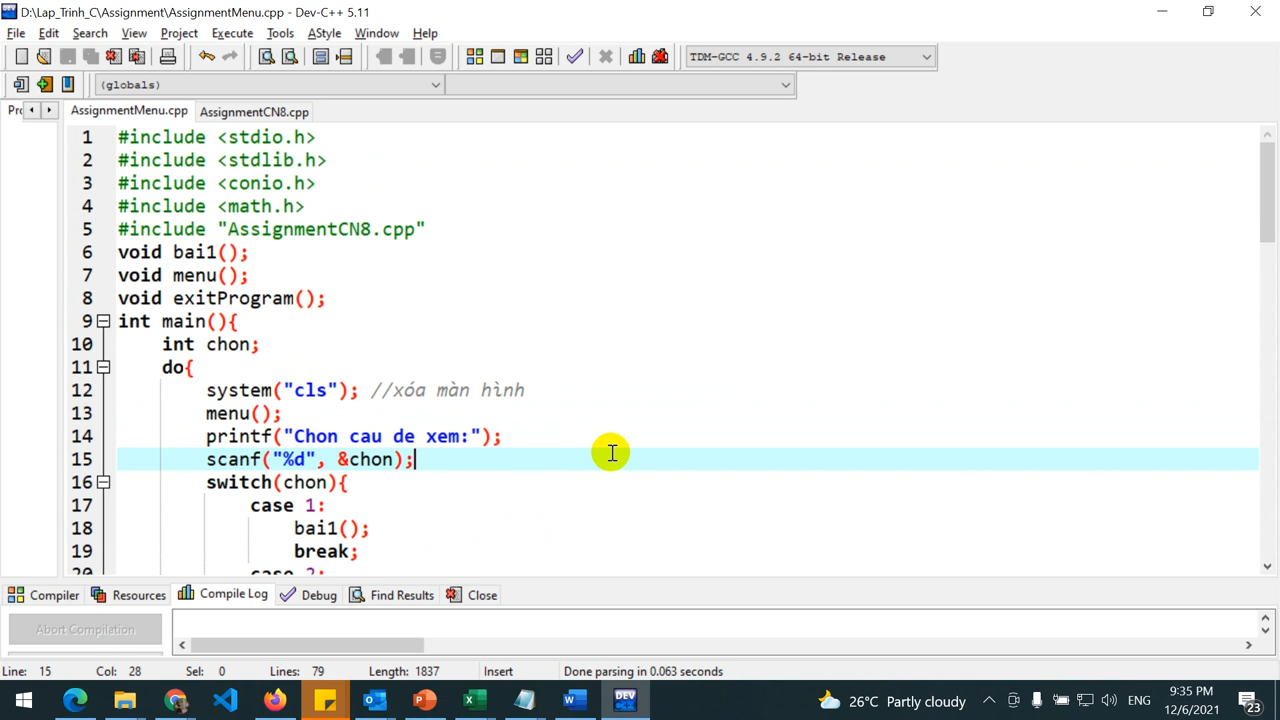 D:\Lap_Trinh_C\Assignment\AssignmentMenu.cpp - Dev-C++ 5.11
File Edit Search View Project Execute Tools AStyle Window Help
TDM-GCC 4.9.2 64-bit Release
(globals)
AssignmentMenu.cpp AssignmentCN8.cpp
1 #include <stdio.h>
2 #include <stdlib.h>
3 #include <conio.h>
4 #include <math.h>
5 #include "AssignmentCN8.cpp"
6 void bai1();
7 void menu();
8 void exitProgram();
9 int main(){
10 int chon;
11 do{
12 system("cls"); //xóa màn hình
13 menu();
14 printf("Chon cau de xem:");
15 scanf("%d", &chon);
16 switch(chon){
17 case 1:
18 bai1();
19 break;
20 case 2:
Compiler Resources Compile Log Debug Find Results Close
Abort Compilation
Line: 15 Col: 28 Sel: 0 Lines: 79 Length: 1837 Insert Done parsing in 0.063 seconds
26°C Partly cloudy ENG 9:35 PM
12/6/2021 23